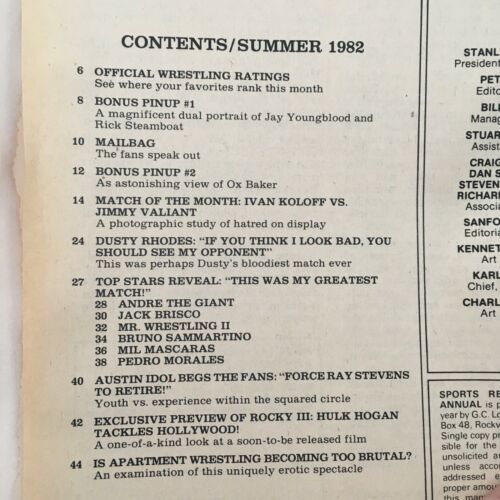 CONTENTS/SUMMER 1982
6 OFFICIAL WRESTLING RATINGS
See where your favorites rank this month
8 BONUS PINUP #1
A magnificent dual portrait of Jay Youngblood and
Rick Steamboat
10 MAILBAG
The fans speak out
12 BONUS PINUP #2
As astonishing view of Ox Baker
14 MATCH OF THE MONTH: IVAN KOLOFF VS.
JIMMY VALIANT
A photographic study of hatred on display
24 DUSTY RHODES: "IF YOU THINK I LOOK BAD, YOU
SHOULD SEE MY OPPONENT"
This was perhaps Dusty's bloodiest match ever
27 TOP STARS REVEAL: "THIS WAS MY GREATEST
MATCH!"
28 ANDRE THE GIANT
30 JACK BRISCO
32 MR. WRESTLING II
34 BRUNO SAMMARTINO
36 MIL MASCARAS
38 PEDRO MORALES
40 AUSTIN IDOL BEGS THE FANS: "FORCE RAY STEVENS
TO RETIRE!"
Youth vs. experience within the squared circle
42 EXCLUSIVE PREVIEW OF ROCKY III: HULK HOGAN
TACKLES HOLLYWOOD!
A one-of-a-kind look at a soon-to-be released film
44 IS APARTMENT WRESTLING BECOMING TOO BRUTAL?
An examination of this uniquely erotic spectacle
STANL
President
PET
Edito
BILL
Manag
STUAR
Assist
CRAIG
DAN S
STEVEN
RICHAR
Associa
SANFO
Editoria
KENNET
Art
KARL
Chief,
CHARL
Art
SPORTS RE
ANNUAL is p
year by G.C. Lo
Box 48, Rockv
Single copy pr
sible for the
unsolicited a
unless acco
addressed e
proper amou
this mag